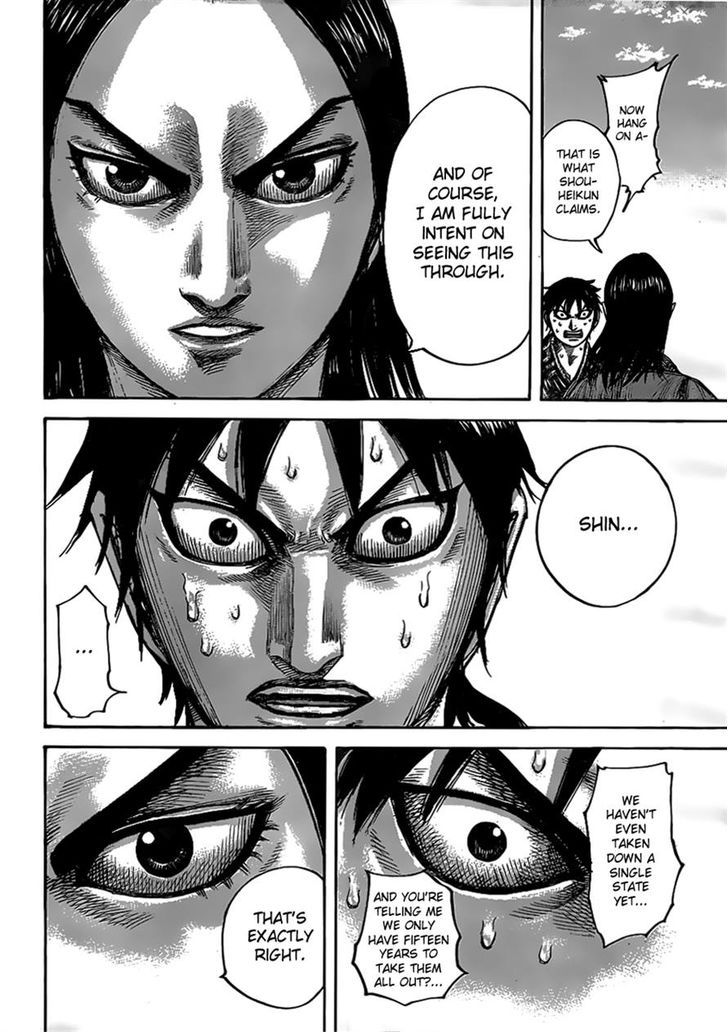 NOW
HANG
ON A-
THAT IS
WHAT
SHOU-
HEIKUN
CLAIMS.
AND OF
COURSE,
I AM FULLY
INTENT ON
SEEING THIS
THROUGH.
SHIN...
...
WE
HAVEN'T
EVEN
TAKEN
DOWN A
SINGLE
STATE
YET...
AND YOU'RE
TELLING ME
WE ONLY
HAVE FIFTEEN
YEARS TO
TAKE THEM
ALL OUT?...
THAT'S
EXACTLY
RIGHT.